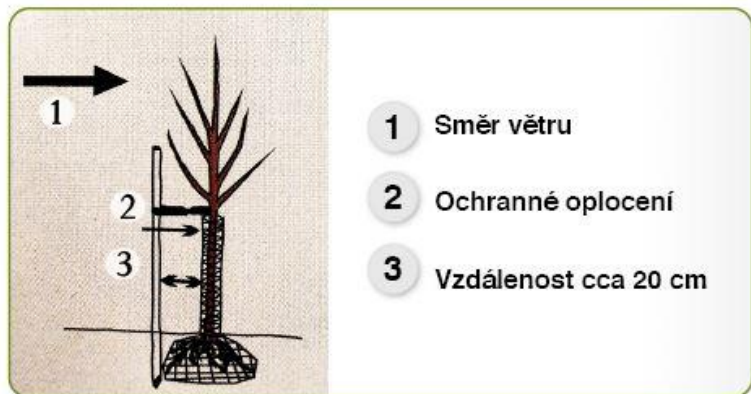 1
2
3
1 Směr větru
2 Ochranné oplocení
3 Vzdálenost cca 20 cm